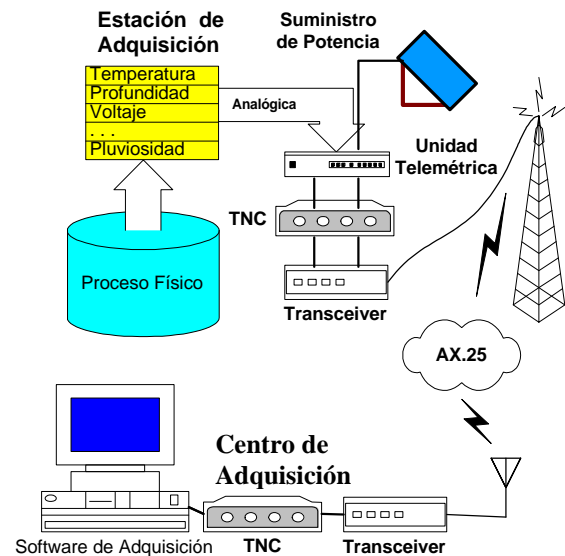 Estación de
Adquisición
Suministro
de Potencia
Temperatura
Profundidad
Voltaje
. . .
Pluviosidad
Analógica
Unidad
Telemétrica
TNC
Proceso Físico
Transceiver
AX.25
Centro de
Adquisición
Software de Adquisición
TNC
Transceiver